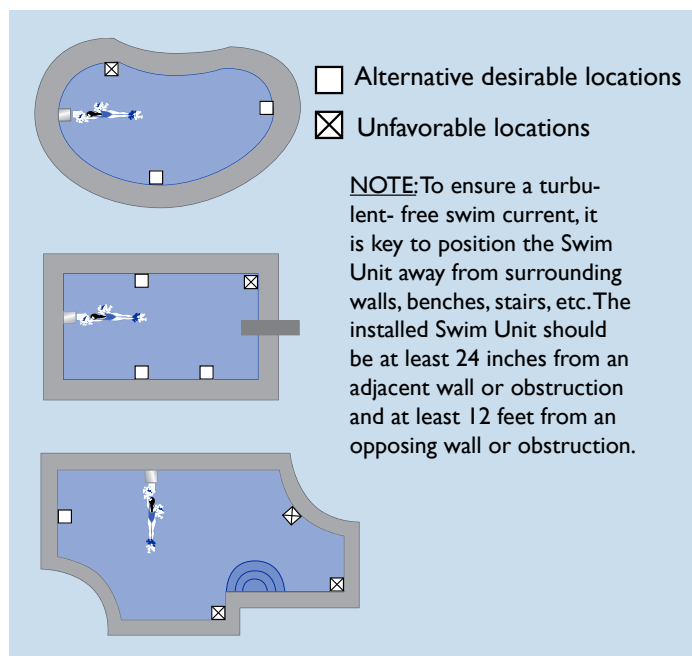 Alternative desirable locations
Unfavorable locations
NOTE: To ensure a turbu-
lent- free swim current, it
is key to position the Swim
Unit away from surrounding
walls, benches, stairs, etc. The
installed Swim Unit should
be at least 24 inches from an
adjacent wall or obstruction
and at least 12 feet from an
opposing wall or obstruction.